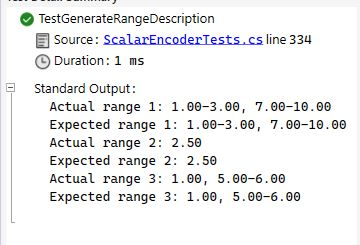 TestGenerateRangeDescription
Source: ScalarEncoderTests.cs line 334
Duration: 1 ms
Standard Output:
Actual range 1: 1.00-3.00, 7.00-10.00
Expected range 1: 1.00-3.00, 7.00-10.00
Actual range 2: 2.50
Expected range 2: 2.50
Actual range 3: 1.00, 5.00-6.00
Expected range 3: 1.00, 5.00-6.00